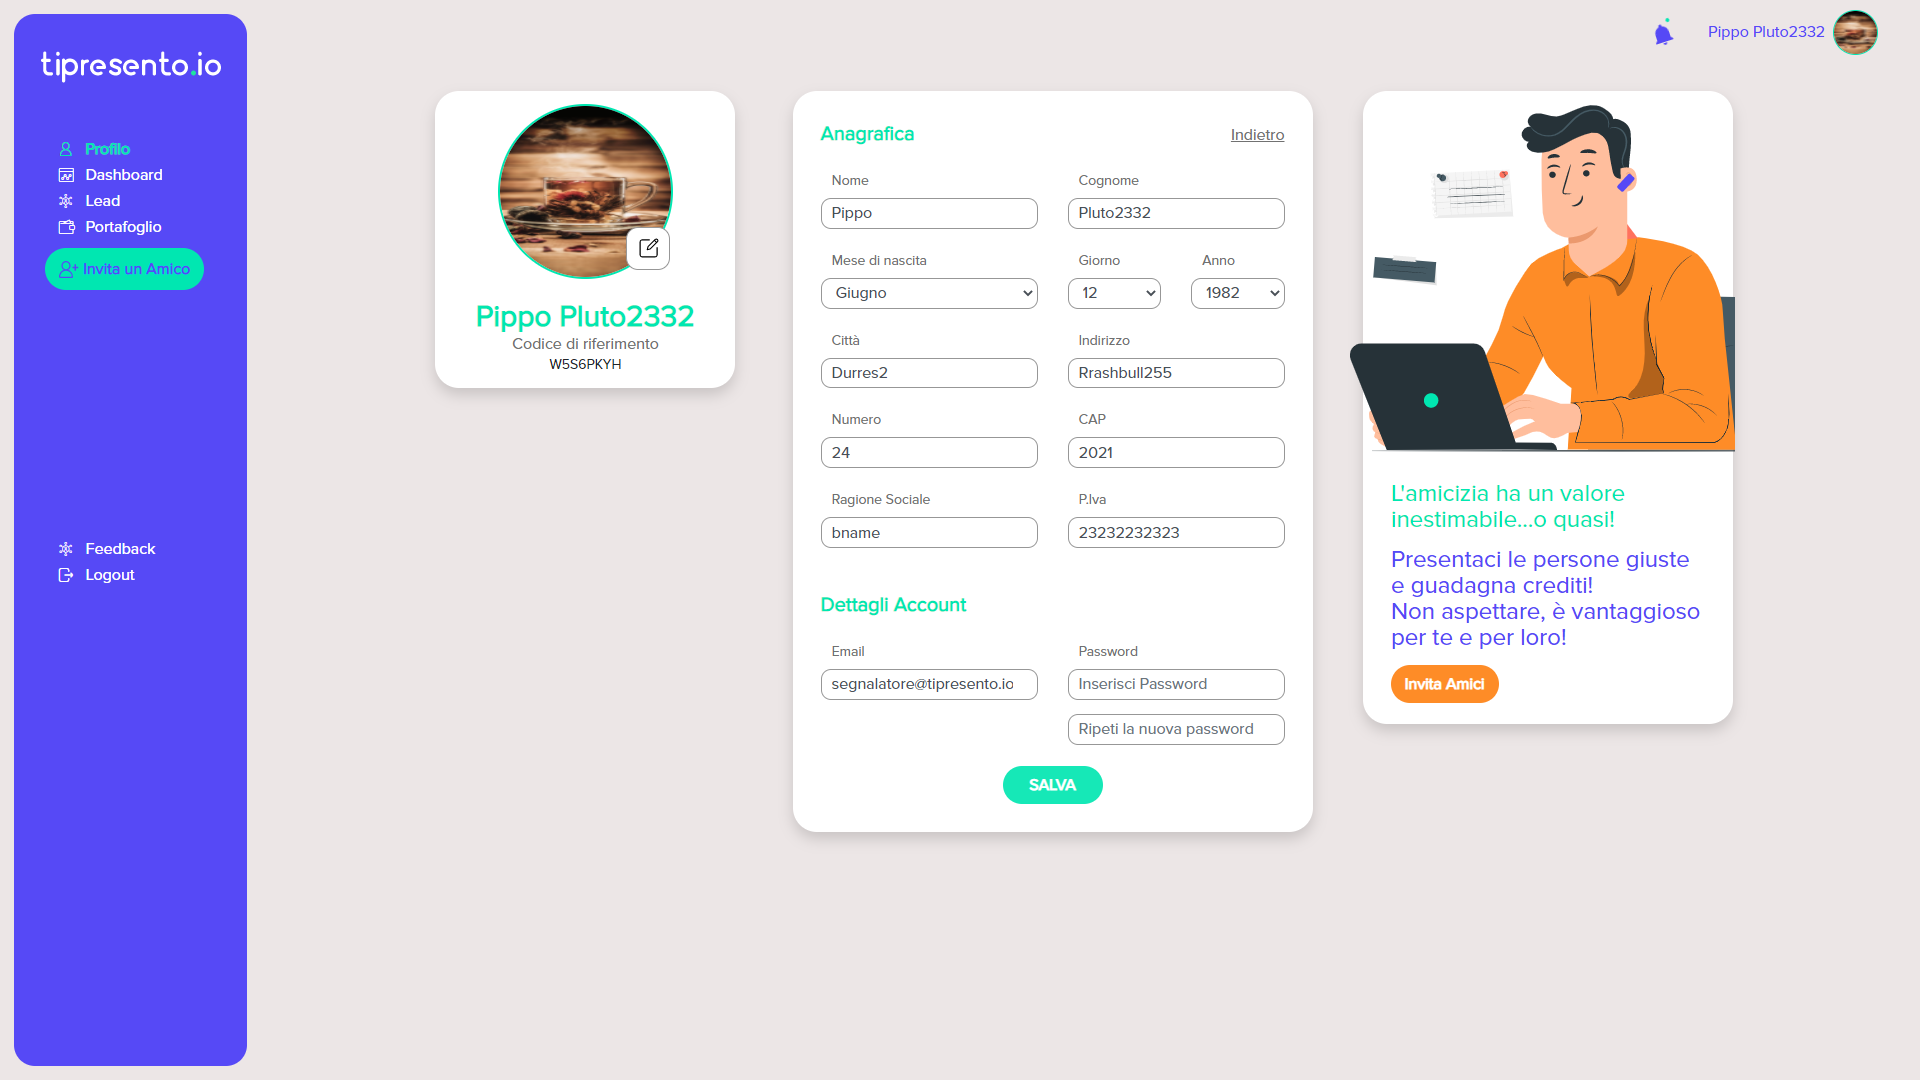 tipresento.io
Profilo
Dashboard
Lead
Portafoglio
Invita un Amico
Feedback
Logout
Pippo Pluto2332
Pippo Pluto2332
Codice di riferimento
W5S6PKYH
Anagrafica
Indietro
Nome
Cognome
Pippo
Pluto2332
Mese di nascita
Giorno
Anno
Giugno
12
1982
Città
Indirizzo
Durres2
Rrashbull255
Numero
CAP
24
2021
Ragione Sociale
P.Iva
bname
23232232323
Dettagli Account
Email
Password
segnalatore@tipresento.io
Inserisci Password
Ripeti la nuova password
SALVA
L'amicizia ha un valore
inestimabile...o quasi!
Presentaci le persone giuste
e guadagna crediti!
Non aspettare, è vantaggioso
per te e per loro!
Invita Amici